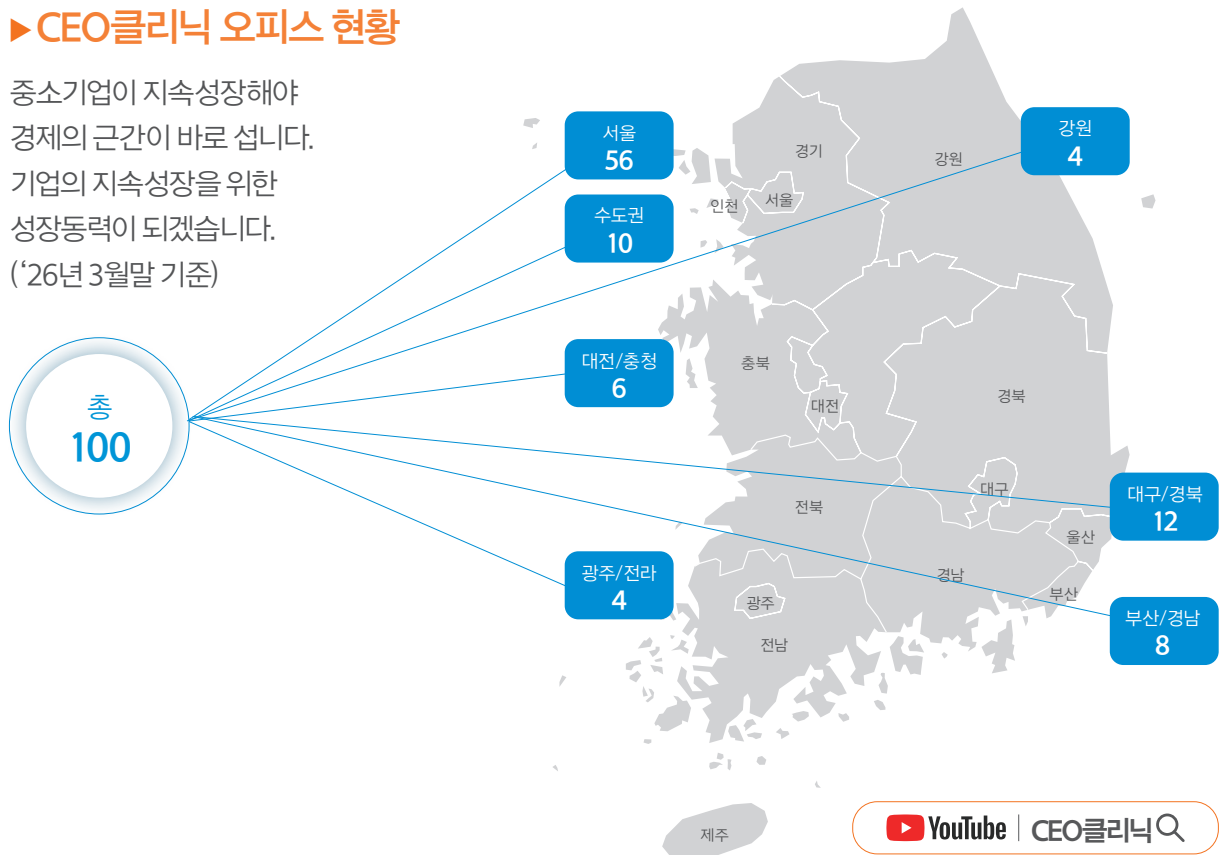 ▶CEO클리닉 오피스 현황
중소기업이 지속성장해야
경제의 근간이 바로 섭니다.
기업의 지속성장을 위한
성장동력이 되겠습니다.
(‘26년 3월말 기준)
총
100
서울
56
수도권
10
강원
4
대전/충청
6
대구/경북
12
광주/전라
4
부산/경남
8
경기
강원
인천
서울
충북
대전
경북
대구
전북
울산
경남
부산
광주
전남
제주
YouTube | CEO클리닉